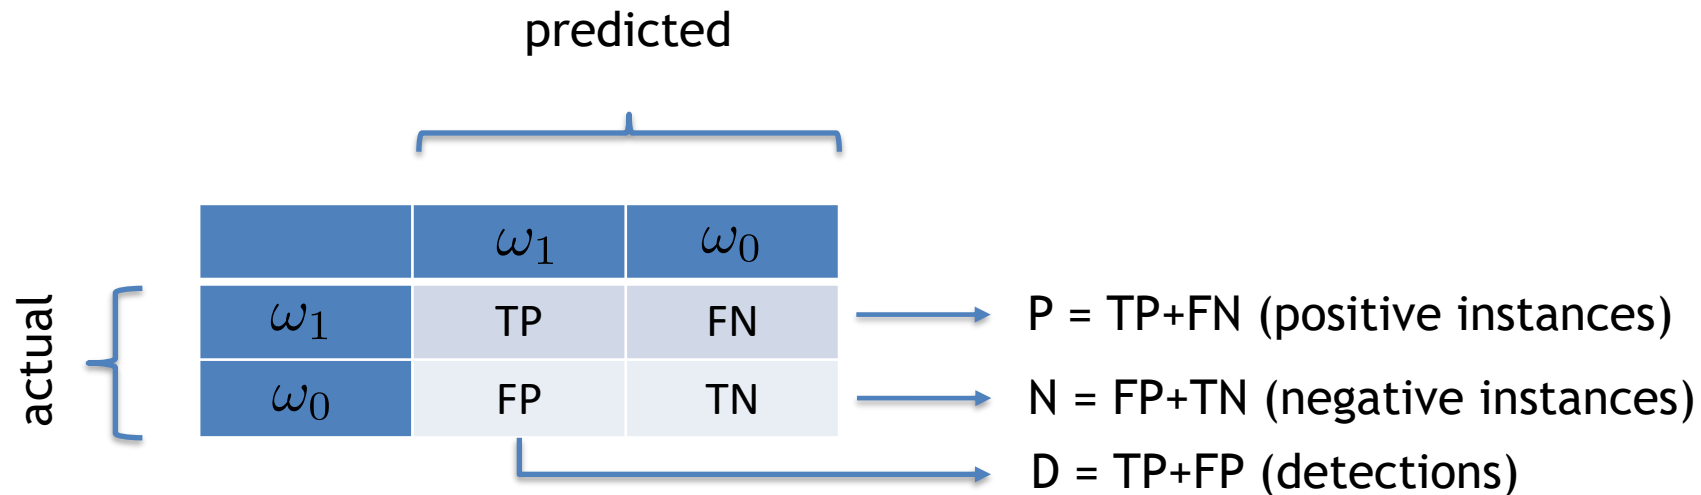 predicted
ω₁ ω₀
actual
ω₁ TP FN P = TP+FN (positive instances)
ω₀ FP TN N = FP+TN (negative instances)
D = TP+FP (detections)